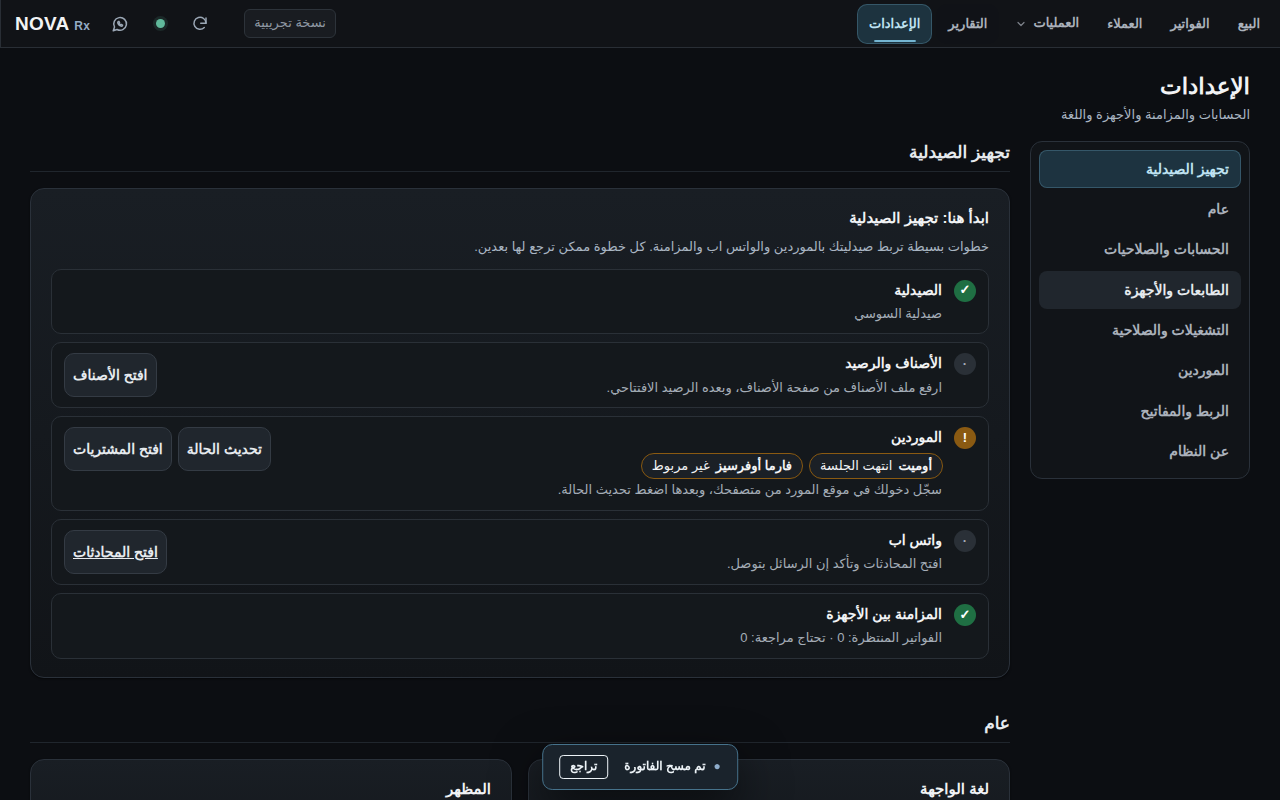 البيع
الفواتير
العملاء
العمليات
التقارير
الإعدادات
نسخة تجريبية
NOVA Rx
الإعدادات
الحسابات والمزامنة والأجهزة واللغة
تجهيز الصيدلية
عام
الحسابات والصلاحيات
الطابعات والأجهزة
التشغيلات والصلاحية
الموردين
الربط والمفاتيح
عن النظام
تجهيز الصيدلية
ابدأ هنا: تجهيز الصيدلية
خطوات بسيطة تربط صيدليتك بالموردين والواتس اب والمزامنة. كل خطوة ممكن ترجع لها بعدين.
الصيدلية
صيدلية السوسي
الأصناف والرصيد
ارفع ملف الأصناف من صفحة الأصناف، وبعده الرصيد الافتتاحي.
افتح الأصناف
الموردين
أوميت انتهت الجلسة
فارما أوفرسيز غير مربوط
سجّل دخولك في موقع المورد من متصفحك، وبعدها اضغط تحديث الحالة.
تحديث الحالة
افتح المشتريات
واتس اب
افتح المحادثات وتأكد إن الرسائل بتوصل.
افتح المحادثات
المزامنة بين الأجهزة
الفواتير المنتظرة: 0 · تحتاج مراجعة: 0
عام
لغة الواجهة
المظهر
تم مسح الفاتورة
تراجع